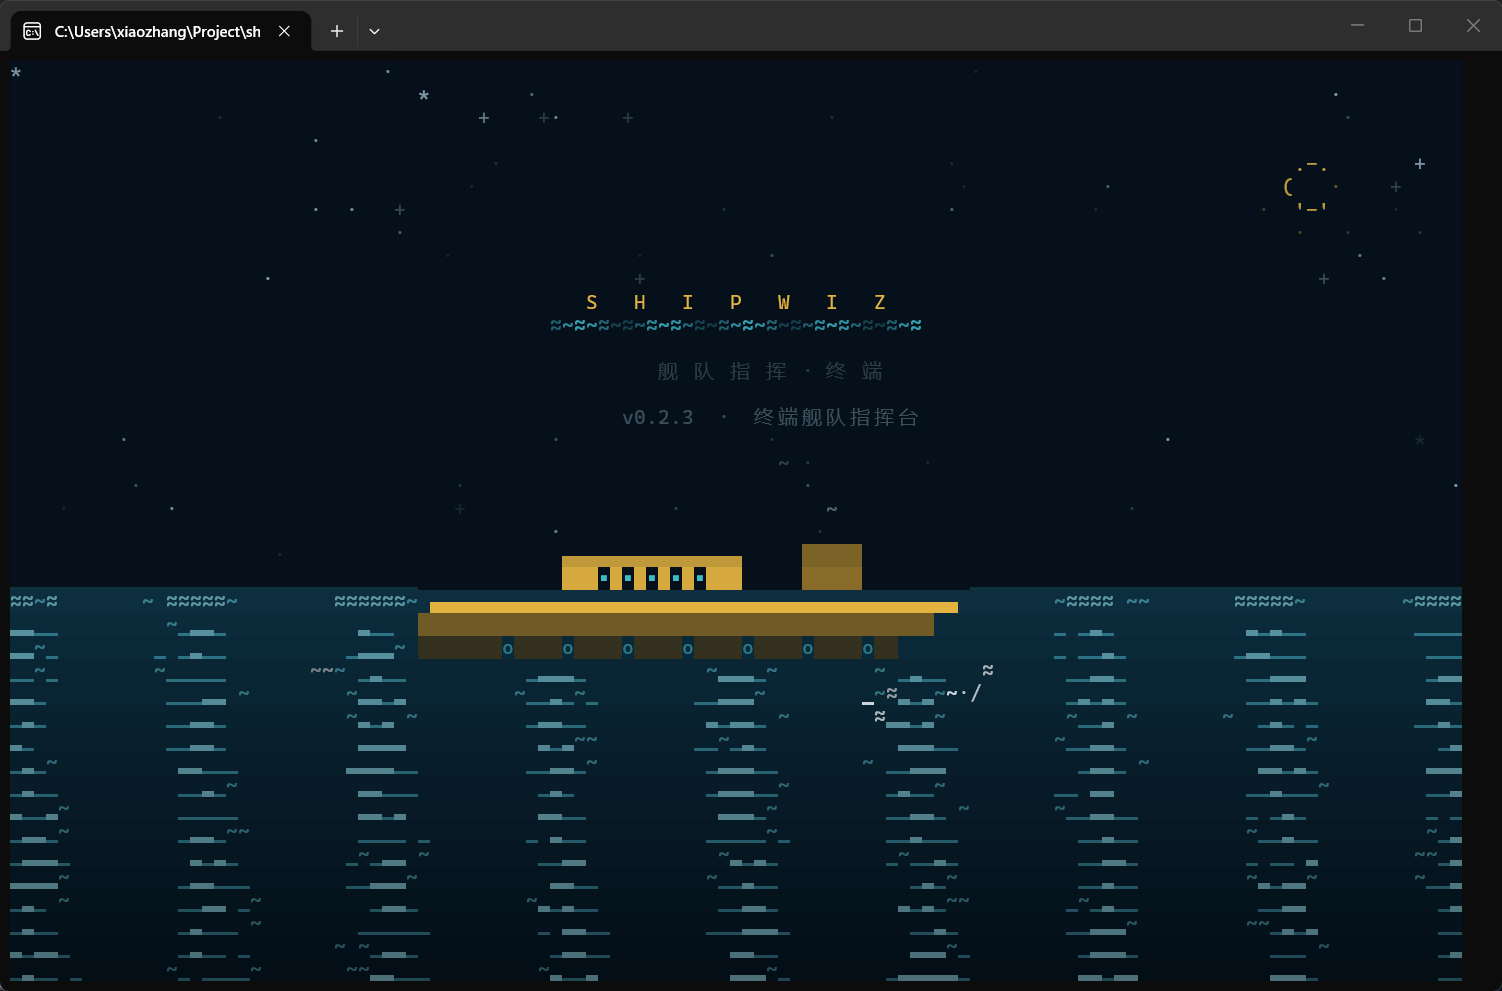 C:\Users\xiaozhang\Project\sh
S H I P W I Z
舰 队 指 挥 · 终 端
v0.2.3 · 终端舰队指挥台